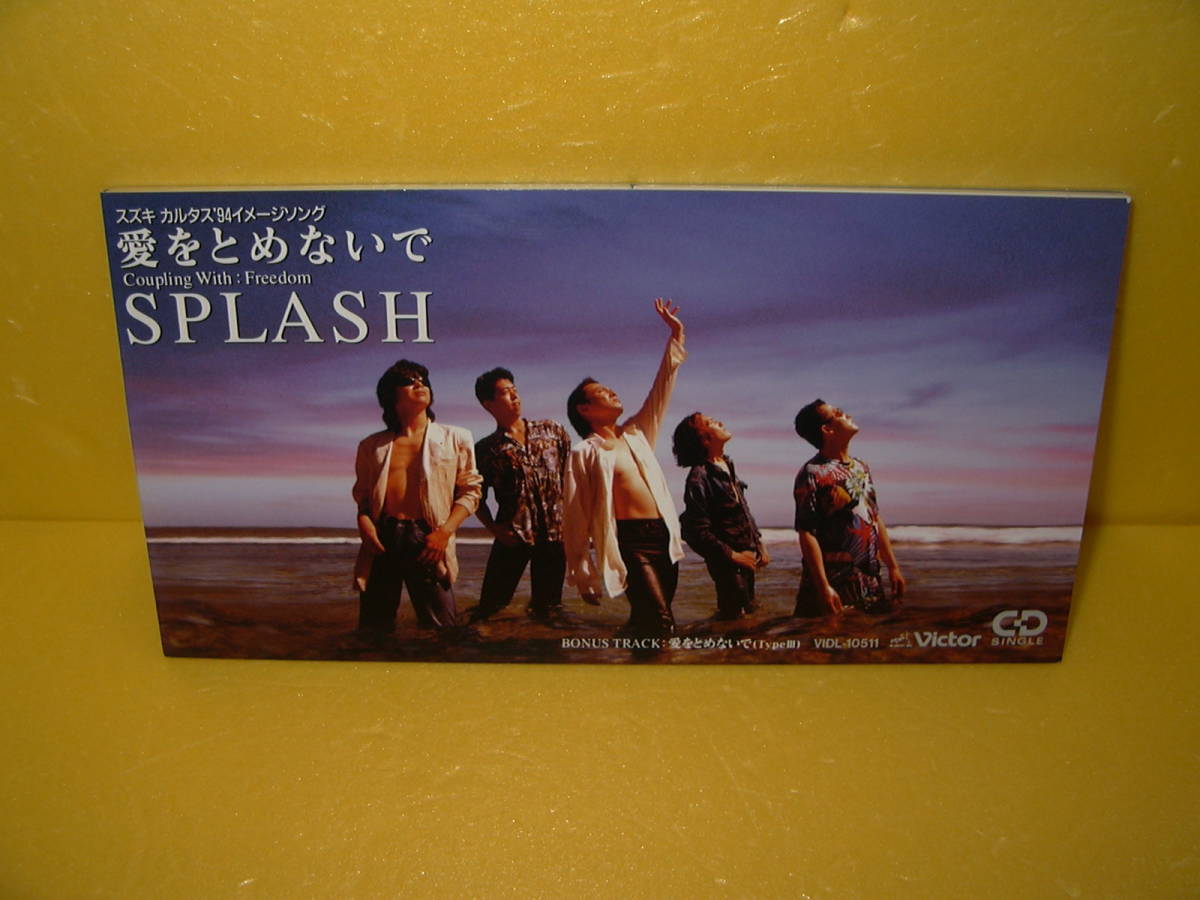 スズキ カルタス'94イメージソング
愛をとめないで
Coupling With : Freedom
SPLASH
BONUS TRACK : 愛をとめないで (Type III) VIDL-10511 Victor CD SINGLE